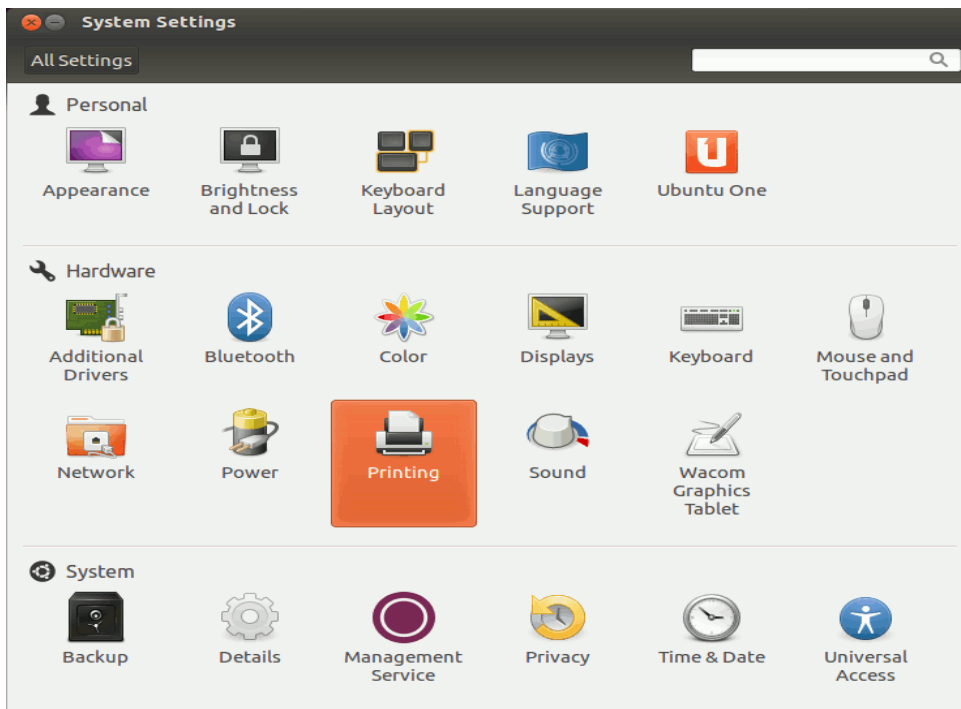 System Settings
All Settings
Personal
Appearance
Brightness
and Lock
Keyboard
Layout
Language
Support
Ubuntu One
Hardware
Additional
Drivers
Bluetooth
Color
Displays
Keyboard
Mouse and
Touchpad
Network
Power
Printing
Sound
Wacom
Graphics
Tablet
System
Backup
Details
Management
Service
Privacy
Time & Date
Universal
Access